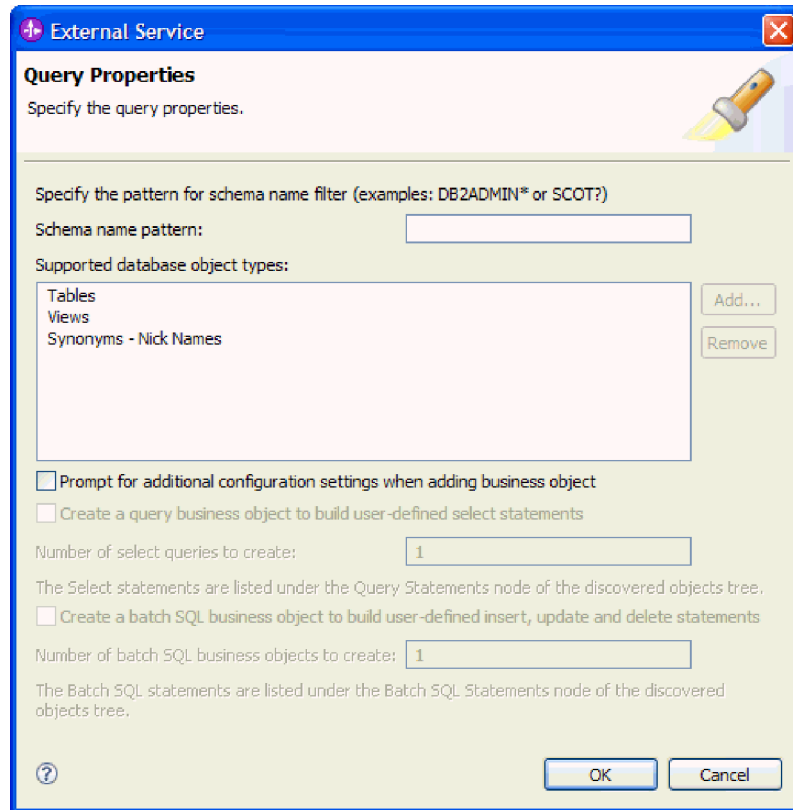 External Service
Query Properties
Specify the query properties.
Specify the pattern for schema name filter (examples: DB2ADMIN* or SCOT?)
Schema name pattern:
Supported database object types:
Tables
Views
Synonyms - Nick Names
Add...
Remove
Prompt for additional configuration settings when adding business object
Create a query business object to build user-defined select statements
Number of select queries to create: 1
The Select statements are listed under the Query Statements node of the discovered objects tree.
Create a batch SQL business object to build user-defined insert, update and delete statements
Number of batch SQL business objects to create: 1
The Batch SQL statements are listed under the Batch SQL Statements node of the discovered
objects tree.
?
OK Cancel